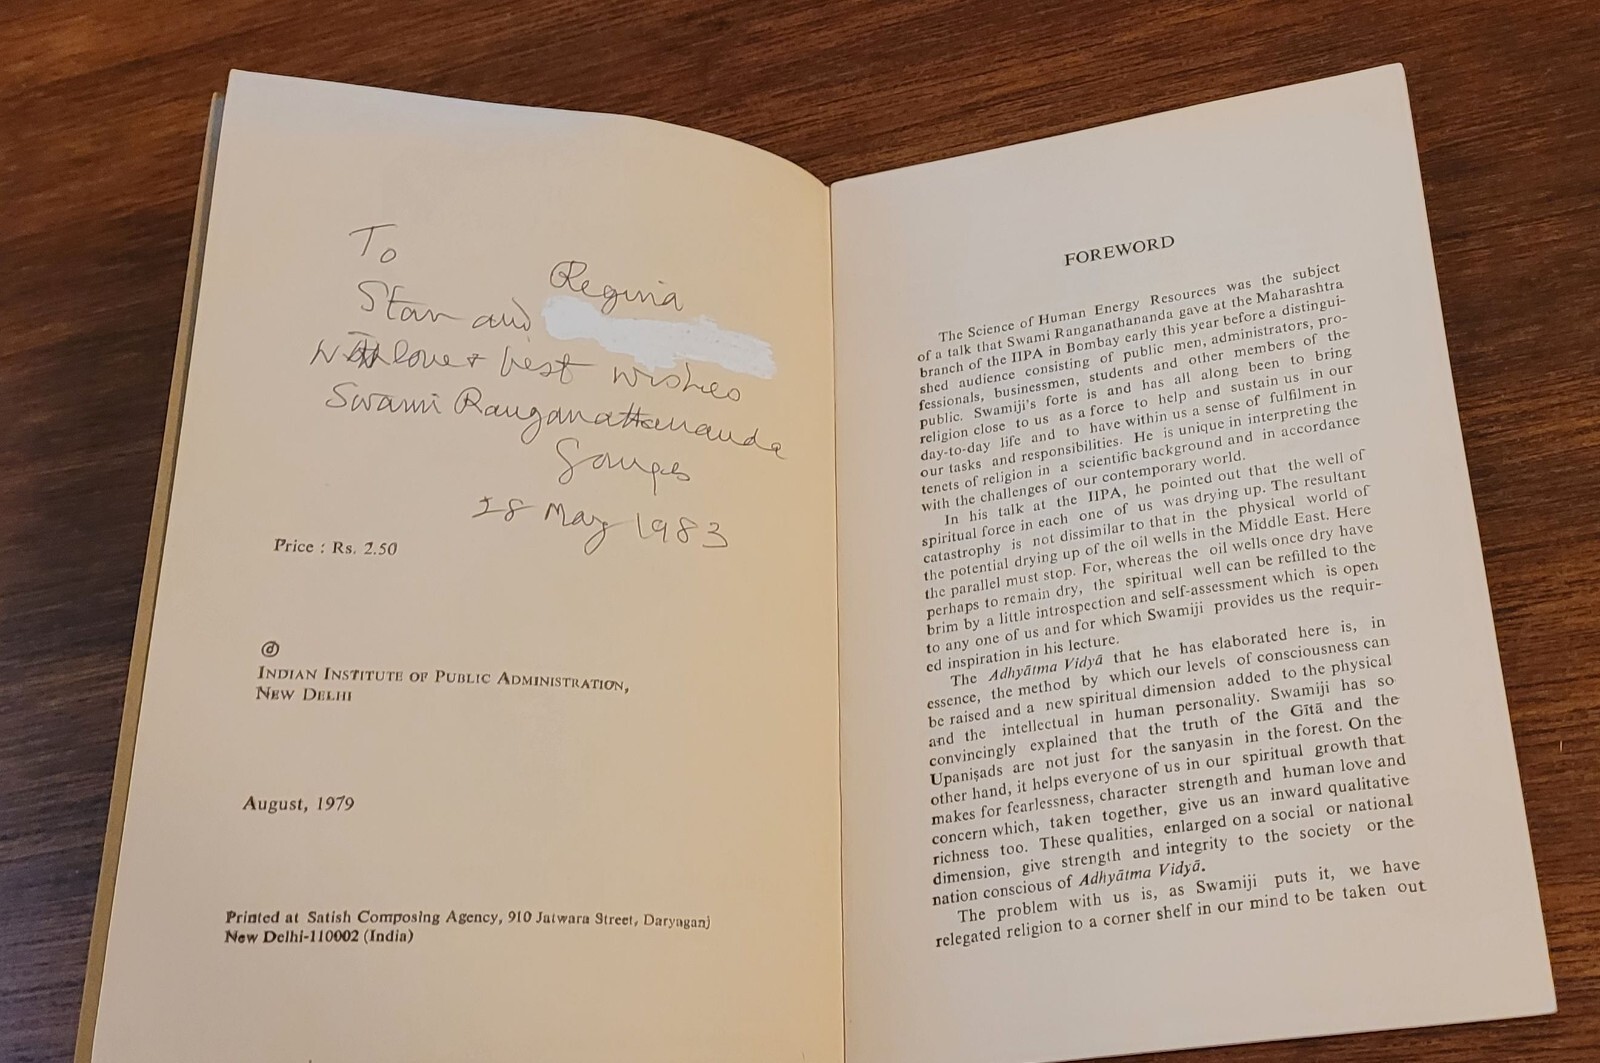 To
Regina
Stan and
With love + best wishes
Swami Ranganathananda
28 May 1983
Price : Rs. 2.50
INDIAN INSTITUTE OF PUBLIC ADMINISTRATION,
NEW DELHI
August, 1979
Printed at Satish Composing Agency, 910 Jatwara Street, Daryaganj
New Delhi-110002 (India)
FOREWORD
The Science of Human Energy Resources was the subject
of a talk that Swami Ranganathananda gave at the Maharashtra
branch of the IIPA in Bombay early this year before a distingui-
shed audience consisting of public men, administrators, pro-
fessionals, businessmen, students and other members of the
public. Swamiji's forte is and has all along been to bring
religion close to us as a force to help and sustain us in our
day-to-day life and to have within us a sense of fulfilment in
our tasks and responsibilities. He is unique in interpreting the
tenets of religion in a scientific background and in accordance
with the challenges of our contemporary world.
In his talk at the IIPA, he pointed out that the well of
spiritual force in each one of us was drying up. The resultant
catastrophy is not dissimilar to that in the physical world of
the potential drying up of the oil wells in the Middle East. Here
the parallel must stop. For, whereas the oil wells once dry have
perhaps to remain dry, the spiritual well can be refilled to the
brim by a little introspection and self-assessment which is open
to any one of us and for which Swamiji provides us the requir-
ed inspiration in his lecture.
The Adhyātma Vidyā that he has elaborated here is, in
essence, the method by which our levels of consciousness can
be raised and a new spiritual dimension added to the physical
and the intellectual in human personality. Swamiji has so
convincingly explained that the truth of the Gītā and the
Upaniṣads are not just for the sanyasin in the forest. On the
other hand, it helps everyone of us in our spiritual growth that
makes for fearlessness, character strength and human love and
concern which, taken together, give us an inward qualitative
richness too. These qualities, enlarged on a social or national
dimension, give strength and integrity to the society or the
nation conscious of Adhyātma Vidyā.
The problem with us is, as Swamiji puts it, we have
relegated religion to a corner shelf in our mind to be taken out